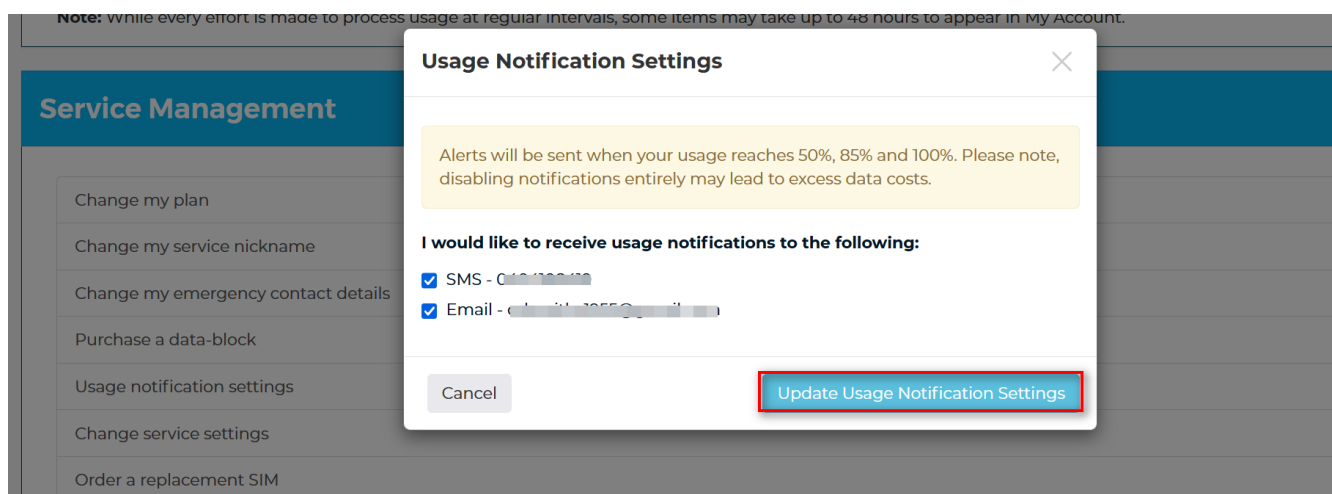 Note: While every effort is made to process usage at regular intervals, some items may take up to 48 hours to appear in My Account.
Usage Notification Settings
Service Management
Alerts will be sent when your usage reaches 50%, 85% and 100%. Please note,
disabling notifications entirely may lead to excess data costs.
Change my plan
Change my service nickname
I would like to receive usage notifications to the following:
SMS -
Change my emergency contact details
Email -
Purchase a data-block
Usage notification settings
Cancel
Update Usage Notification Settings
Change service settings
Order a replacement SIM